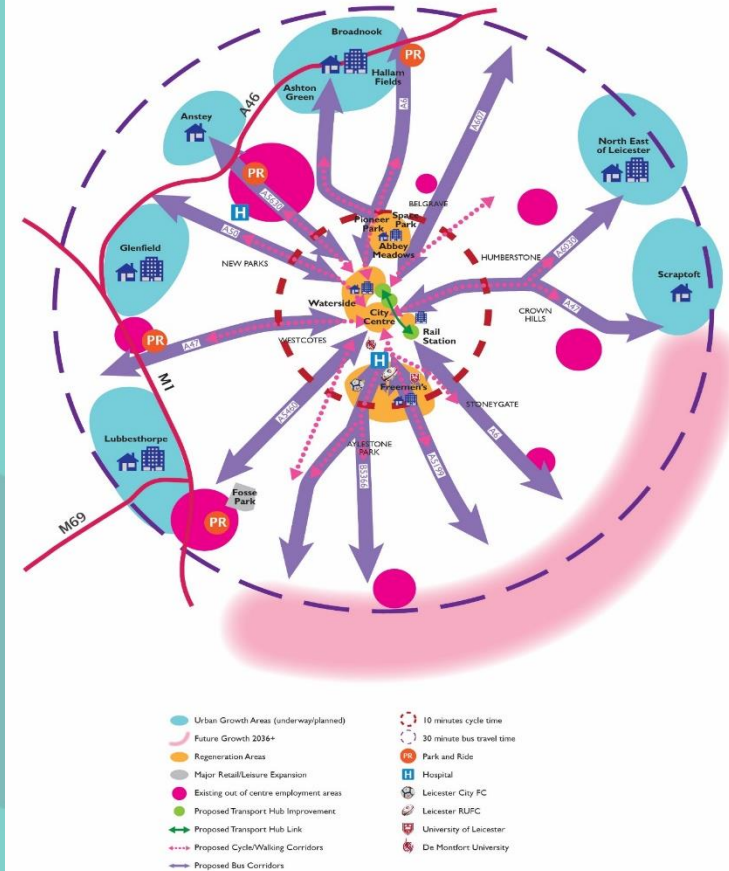 Broadnook
PR
Ashton
Green
Hallam
Fields
A6
A46
A607
Anstey
PR
A5630
H
North East
of Leicester
BELGRAVE
Pioneer
Park
Space
Park
Abbey
Meadows
A50
Glenfield
NEW PARKS
HUMBERSTONE
A6030
Scraptoft
Waterside
City
Centre
CROWN
HILLS
A47
Rail
Station
PR
A47
WESTCOTES
M1
H
Freemen's
STONEYGATE
A5460
A6
Lubbesthorpe
AYLESTONE
PARK
A5199
B5366
Fosse
Park
PR
M69
Urban Growth Areas (underway/planned)
Future Growth 2036+
Regeneration Areas
Major Retail/Leisure Expansion
Existing out of centre employment areas
Proposed Transport Hub Improvement
Proposed Transport Hub Link
Proposed Cycle/Walking Corridors
Proposed Bus Corridors
10 minutes cycle time
30 minute bus travel time
PR Park and Ride
H Hospital
Leicester City FC
Leicester RUFC
University of Leicester
De Montfort University